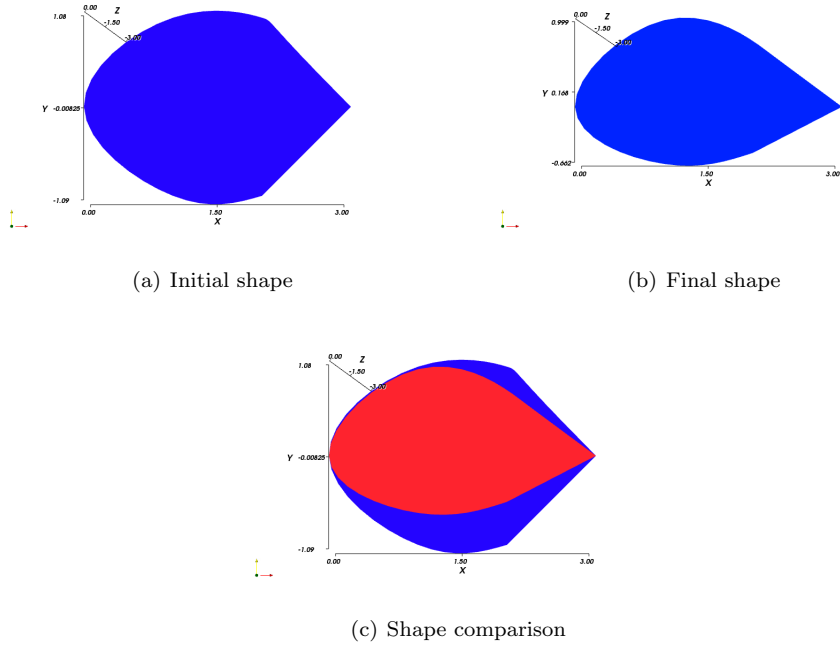 1.08
0.00
Z
-1.50
-3.00
Y -0.00825
-1.09
0.00 1.50 3.00
X
(a) Initial shape
0.999
0.00
Z
-1.50
-3.00
Y 0.168
-0.662
0.00 1.50 3.00
X
(b) Final shape
1.08
0.00
Z
-1.50
-3.00
Y -0.00825
-1.09
0.00 1.50 3.00
X
(c) Shape comparison